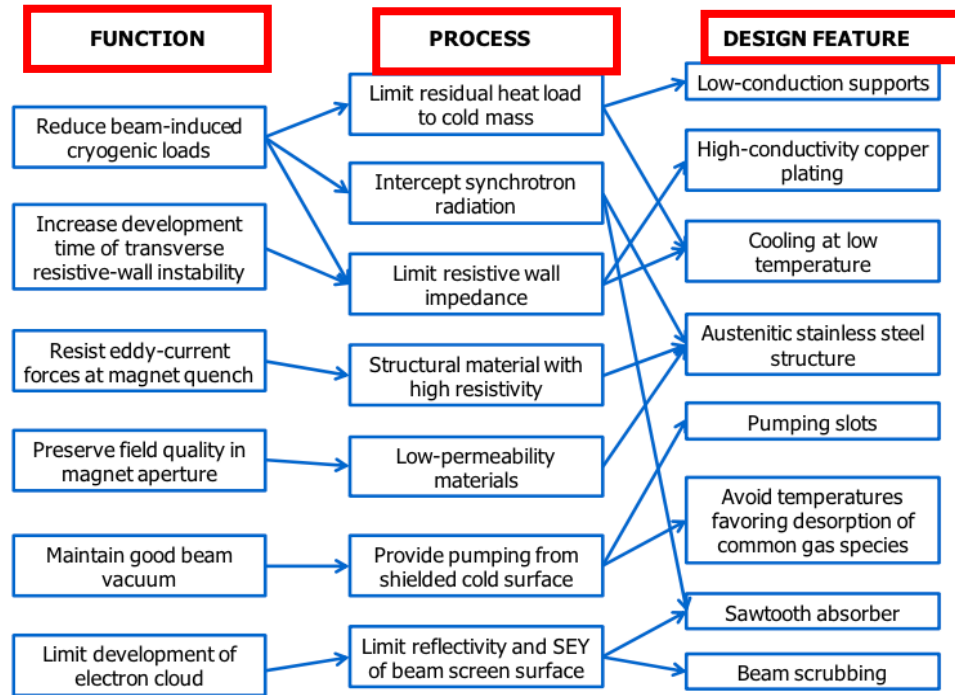 FUNCTION
PROCESS
DESIGN FEATURE
Reduce beam-induced
cryogenic loads
Increase development
time of transverse
resistive-wall instability
Resist eddy-current
forces at magnet quench
Preserve field quality in
magnet aperture
Maintain good beam
vacuum
Limit development of
electron cloud
Limit residual heat load
to cold mass
Intercept synchrotron
radiation
Limit resistive wall
impedance
Structural material with
high resistivity
Low-permeability
materials
Provide pumping from
shielded cold surface
Limit reflectivity and SEY
of beam screen surface
Low-conduction supports
High-conductivity copper
plating
Cooling at low
temperature
Austenitic stainless steel
structure
Pumping slots
Avoid temperatures
favoring desorption of
common gas species
Sawtooth absorber
Beam scrubbing